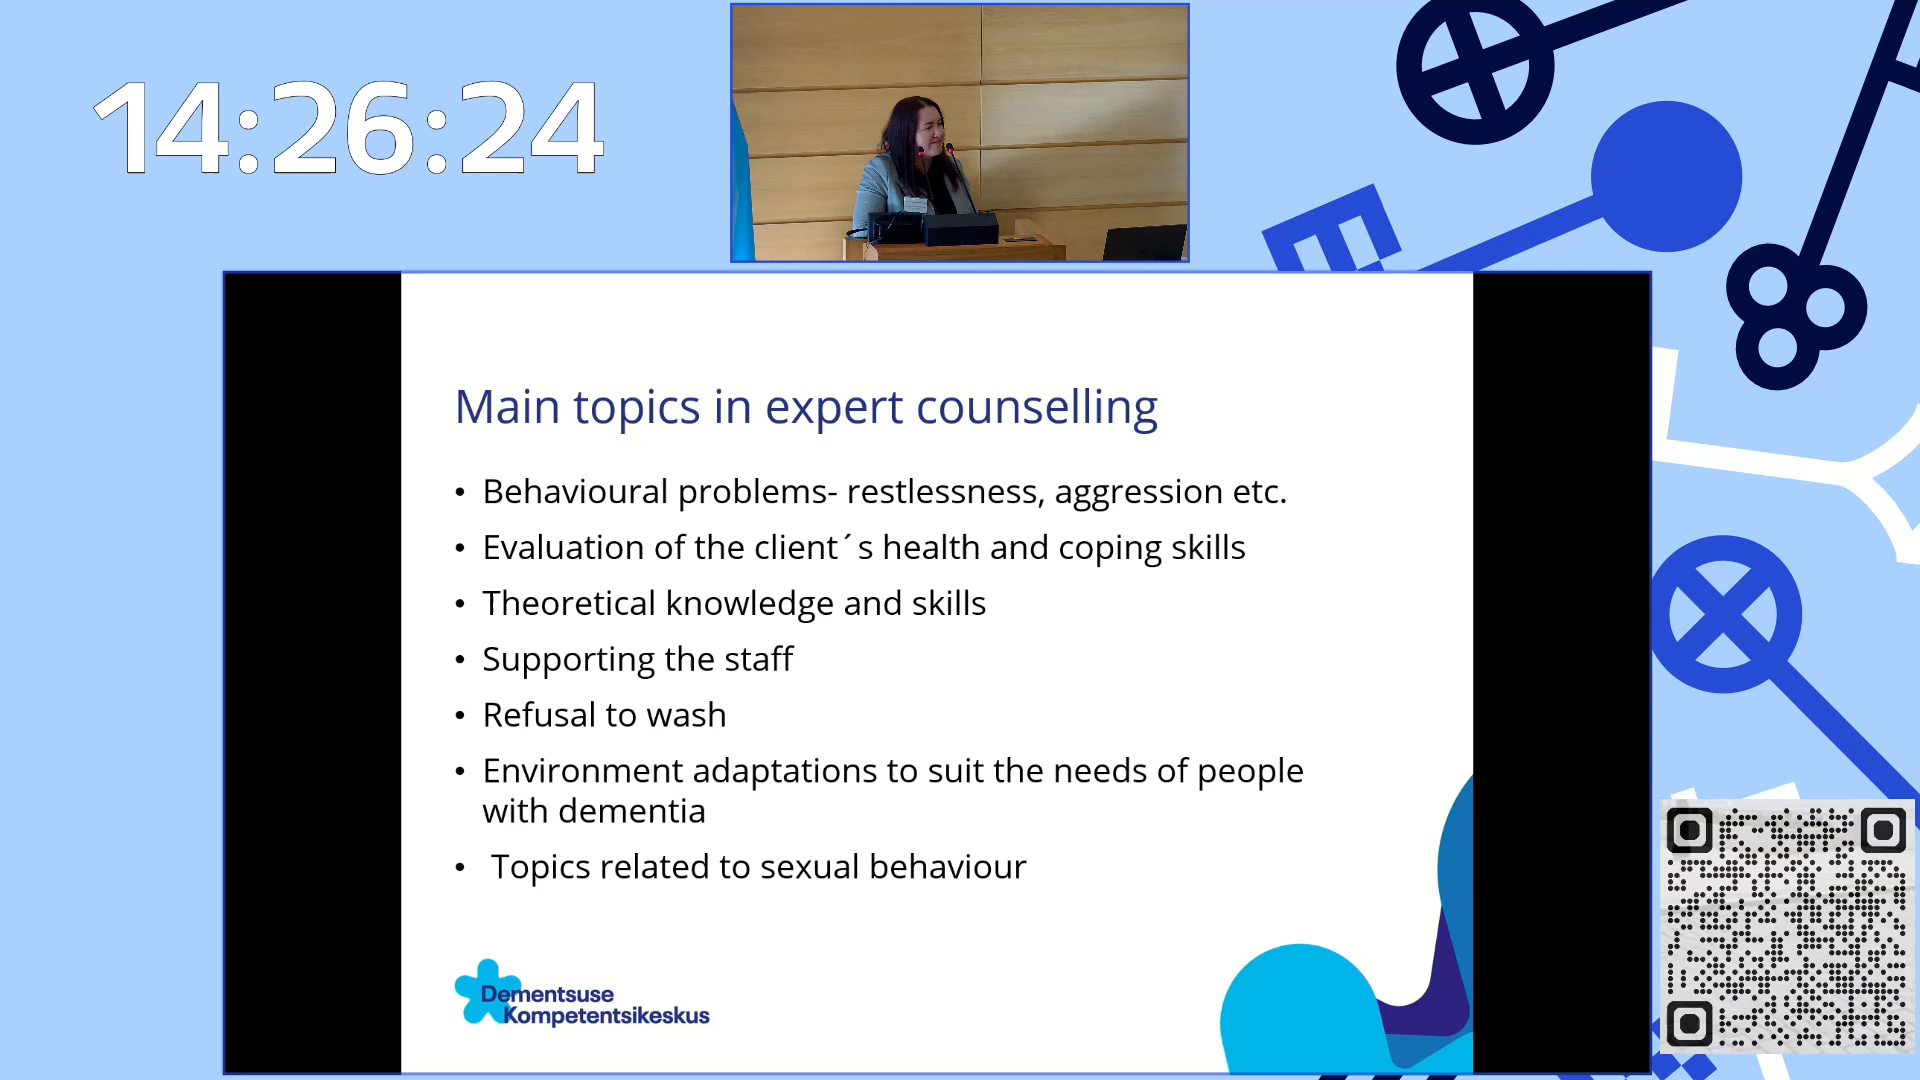 14:26:24
Main topics in expert counselling
• Behavioural problems- restlessness, aggression etc.
• Evaluation of the client´s health and coping skills
• Theoretical knowledge and skills
• Supporting the staff
• Refusal to wash
• Environment adaptations to suit the needs of people
with dementia
• Topics related to sexual behaviour
Dementsuse
Kompetentsikeskus